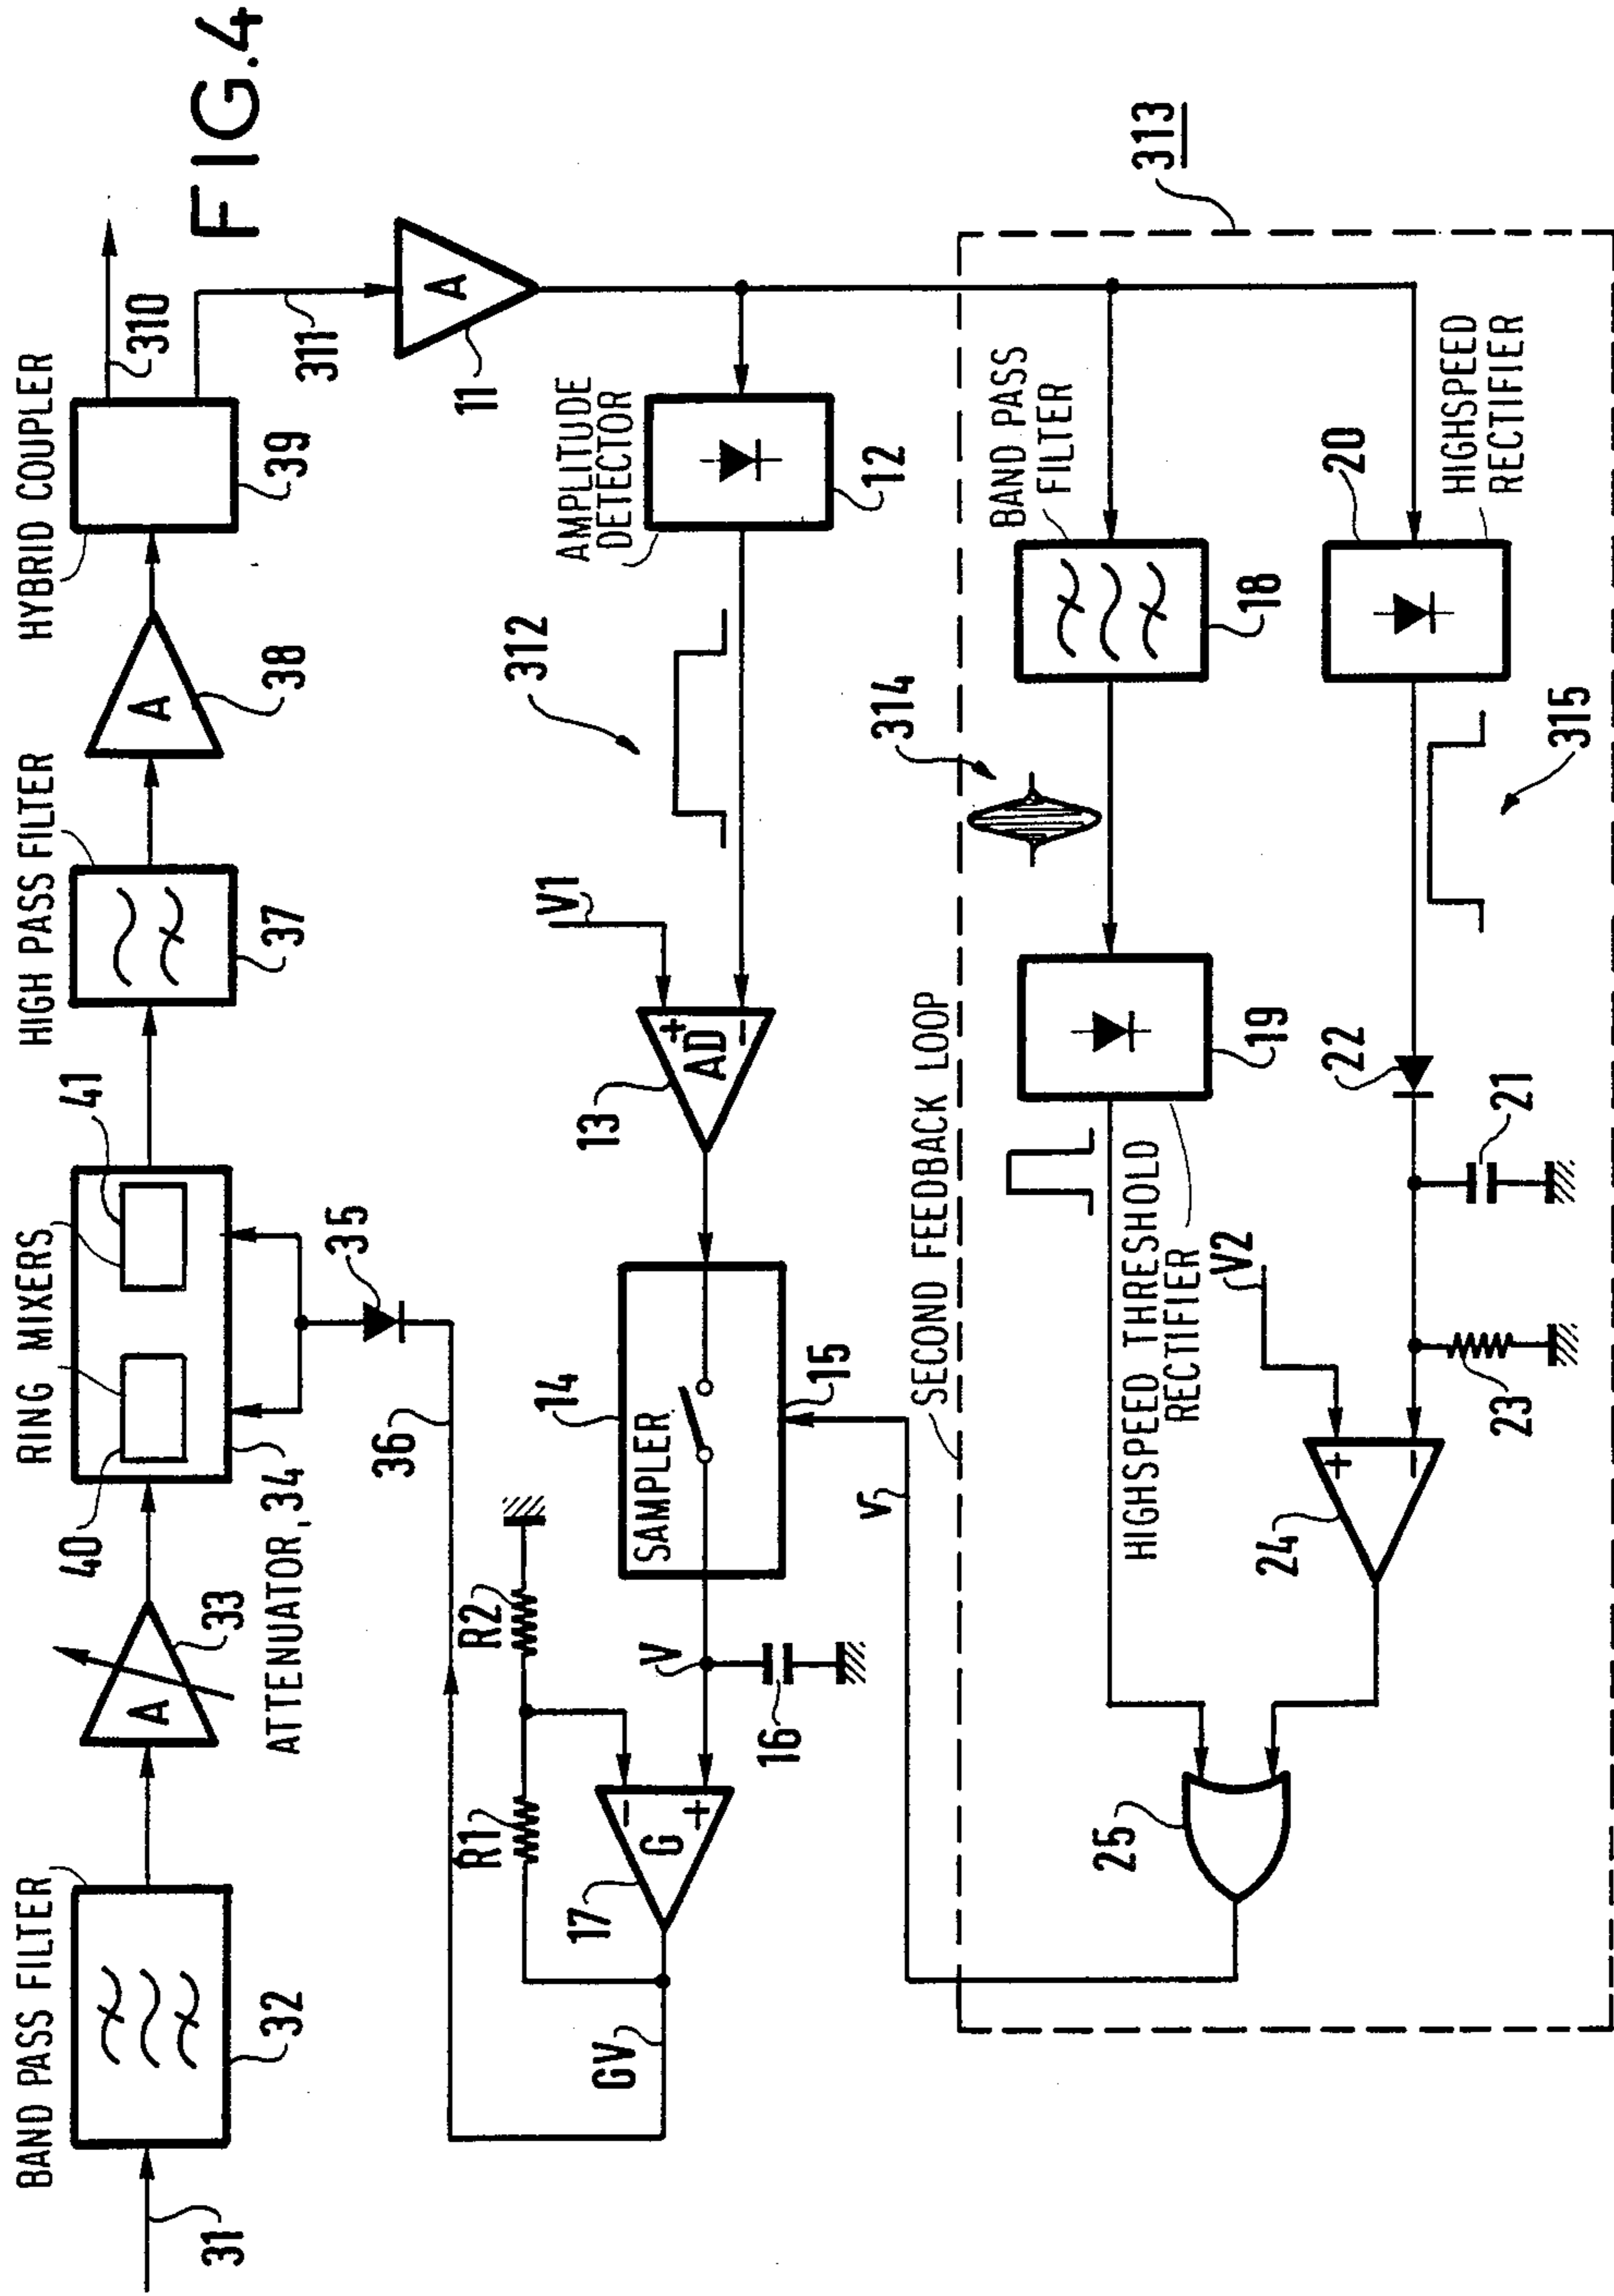 FIG.4
BAND PASS FILTER
RING MIXERS
HIGH PASS FILTER
HYBRID COUPLER
31
32
A
33
40
41
ATTENUATOR, 34
35
36
37
A
38
39
310
311
A
11
AMPLITUDE
DETECTOR
12
312
V1
+
AD
−
13
14
SAMPLER
15
V
16
R1
R2
−
G
+
17
GV
V
SECOND FEEDBACK LOOP
313
BAND PASS
FILTER
18
314
19
HIGHSPEED THRESHOLD
RECTIFIER
HIGHSPEED
RECTIFIER
20
315
22
21
23
V2
+
−
24
25